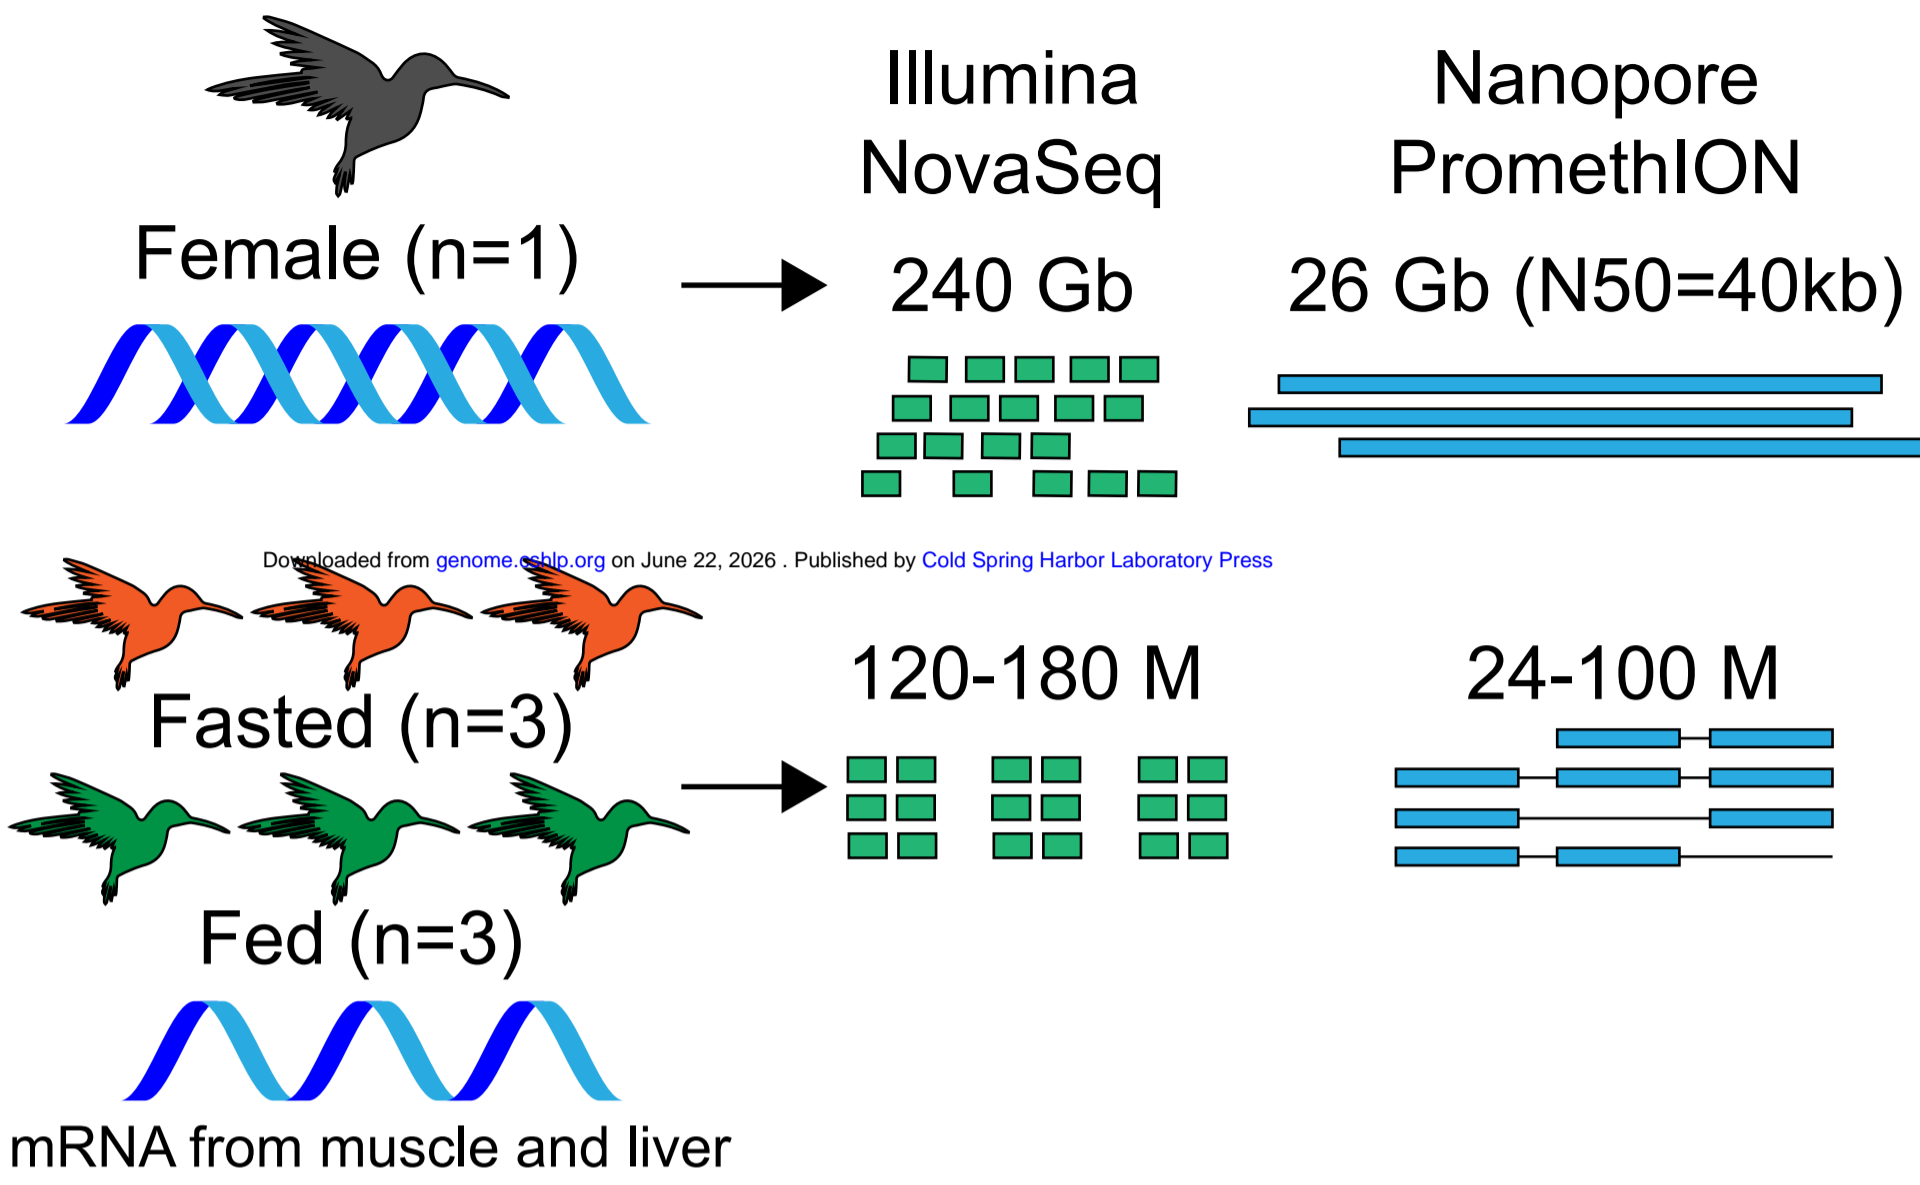 Illumina
NovaSeq
Nanopore
PromethION
Female (n=1)
240 Gb
26 Gb (N50=40kb)
Downloaded from genome.cshlp.org on June 22, 2026 . Published by Cold Spring Harbor Laboratory Press
Fasted (n=3)
120-180 M
24-100 M
Fed (n=3)
mRNA from muscle and liver